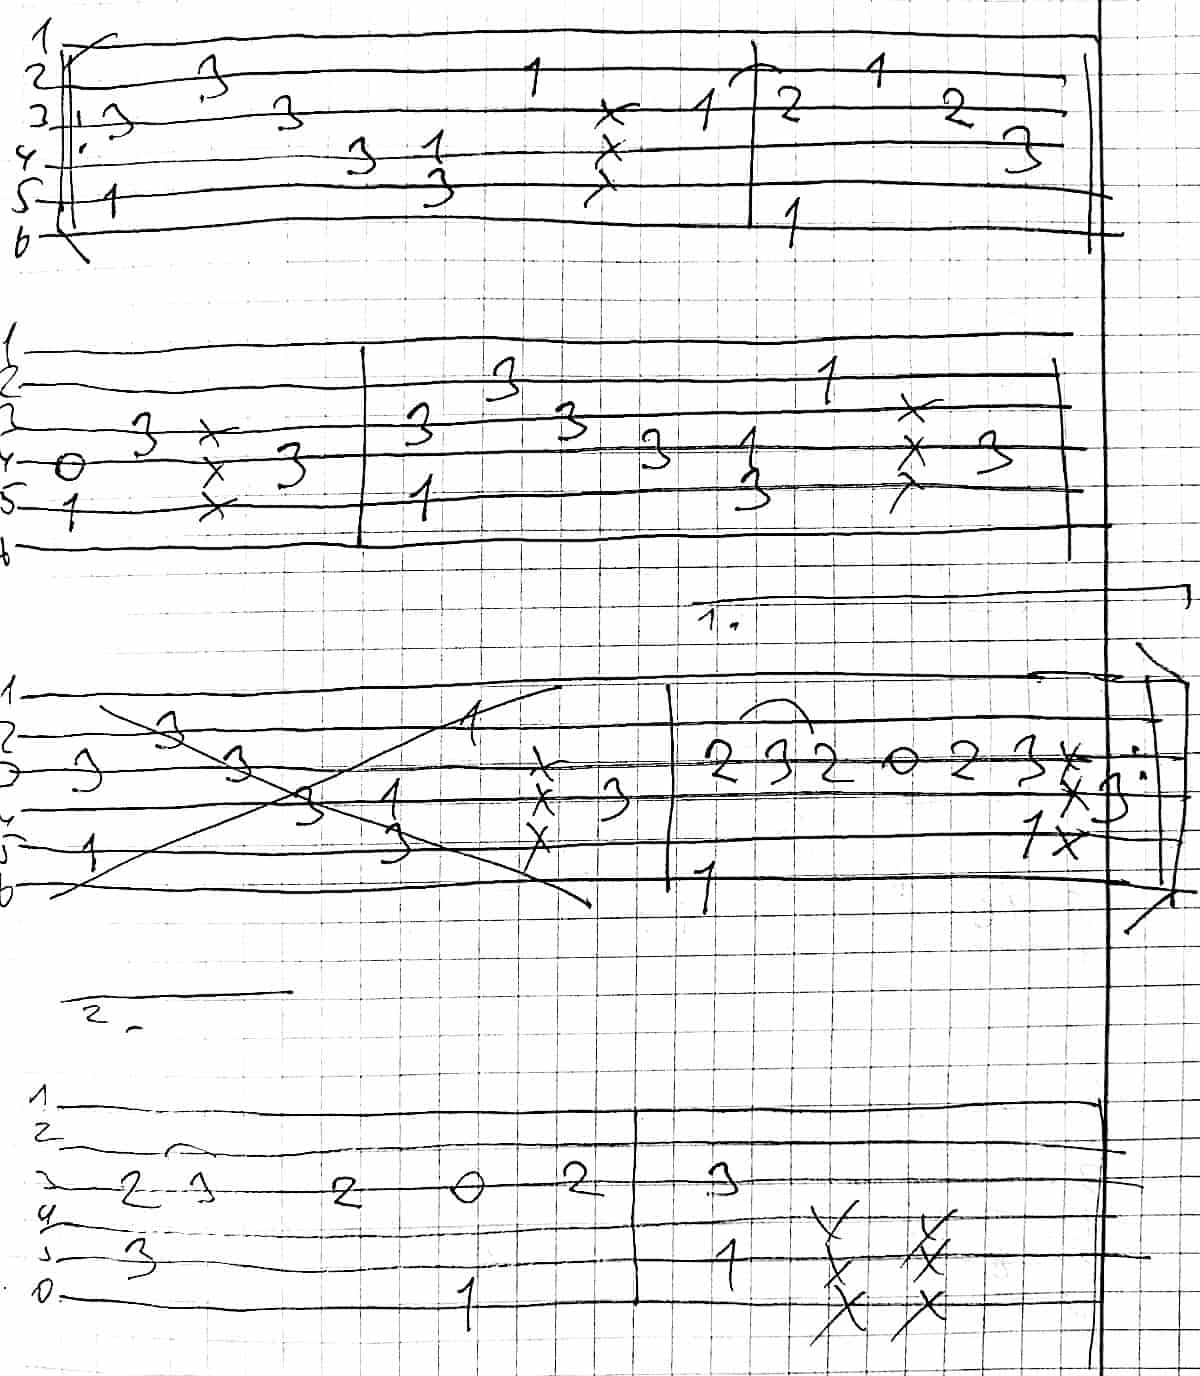 1
2 3 1 1
3 : 3 3 x 1 2 2
4 3 1 x 3
5 1 3 x
6 1
1
2 3 1
3 3 x 3 3 x
4 0 x 3 3 1 x 3
5 1 x 1 3 x
6
1.
1
2 3 1
3 3 3 x 2 3 2 0 2 3 x :
4 3 1 x 3 x 3
5 1 3 x 1 x
6 1
2.
1
2
3 2 3 2 0 2 3
4 x x
5 3 1 x x
1 x x